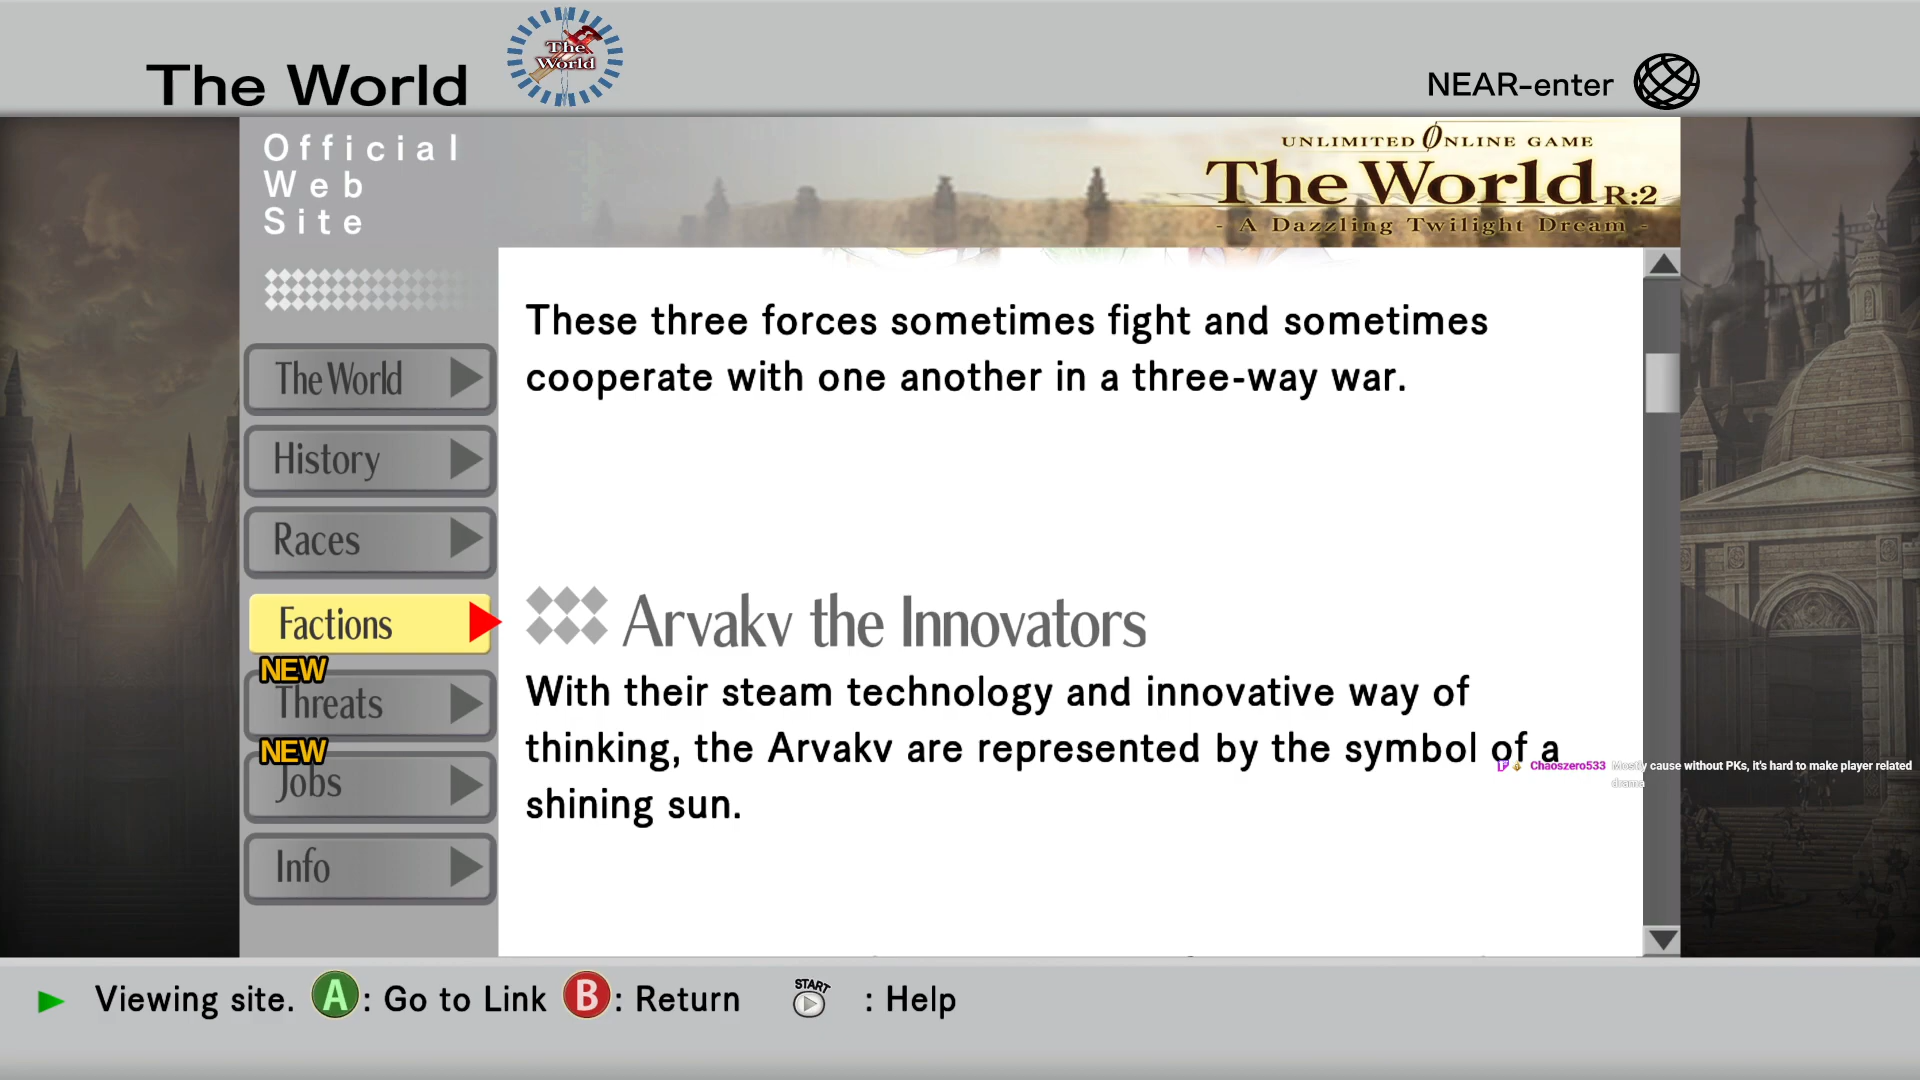 The World
The
World
NEAR-enter
Official
Web
Site
UNLIMITED ONLINE GAME
The World R:2
- A Dazzling Twilight Dream -
The World
History
Races
Factions
NEW
Threats
NEW
Jobs
Info
These three forces sometimes fight and sometimes
cooperate with one another in a three-way war.
Arvakv the Innovators
With their steam technology and innovative way of
thinking, the Arvakv are represented by the symbol of a
shining sun.
Chaoszero533 Mostly cause without PKs, it's hard to make player related
drama
Viewing site. A : Go to Link B : Return START : Help